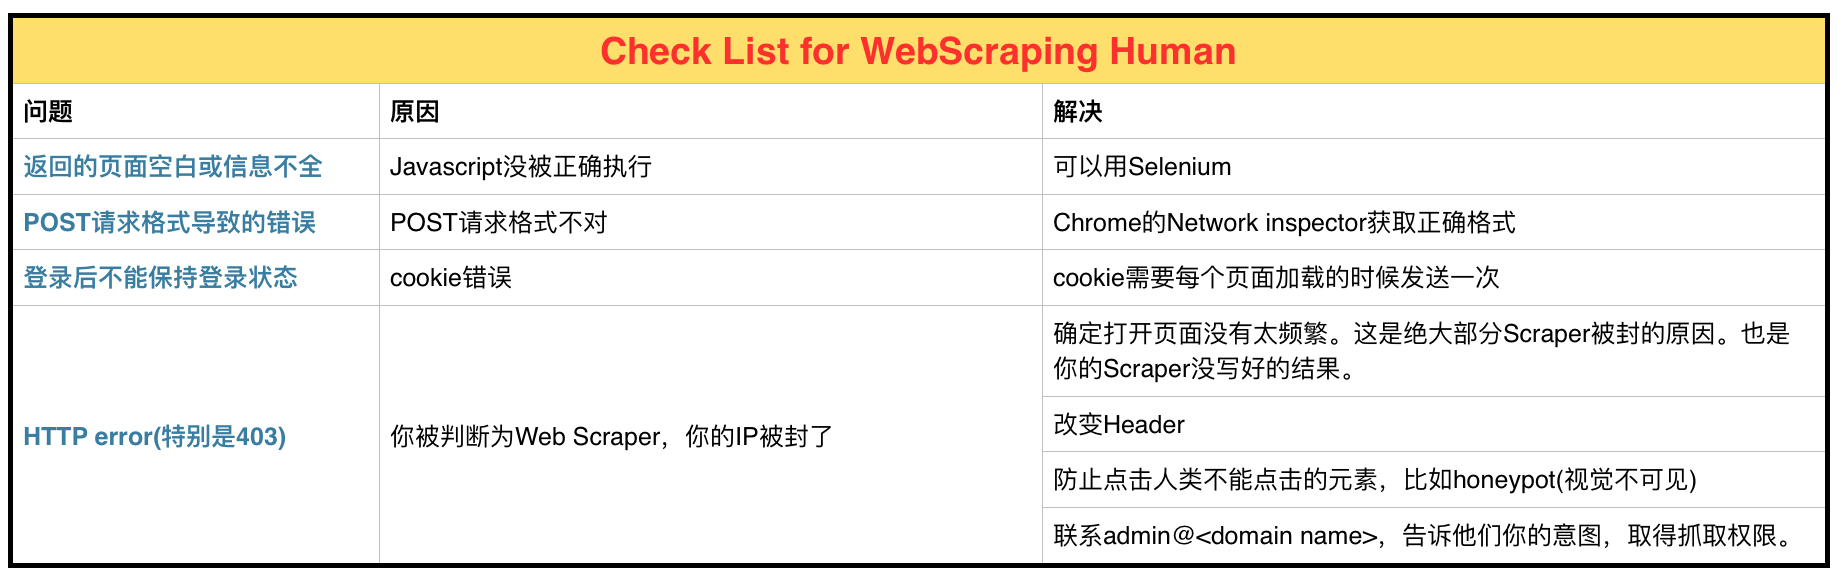 Check List for WebScraping Human
问题
原因
解决
返回的页面空白或信息不全
Javascript没被正确执行
可以用Selenium
POST请求格式导致的错误
POST请求格式不对
Chrome的Network inspector获取正确格式
登录后不能保持登录状态
cookie错误
cookie需要每个页面加载的时候发送一次
HTTP error(特别是403)
你被判断为Web Scraper，你的IP被封了
确定打开页面没有太频繁。这是绝大部分Scraper被封的原因。也是
你的Scraper没写好的结果。
改变Header
防止点击人类不能点击的元素，比如honeypot(视觉不可见)
联系admin@<domain name>，告诉他们你的意图，取得抓取权限。